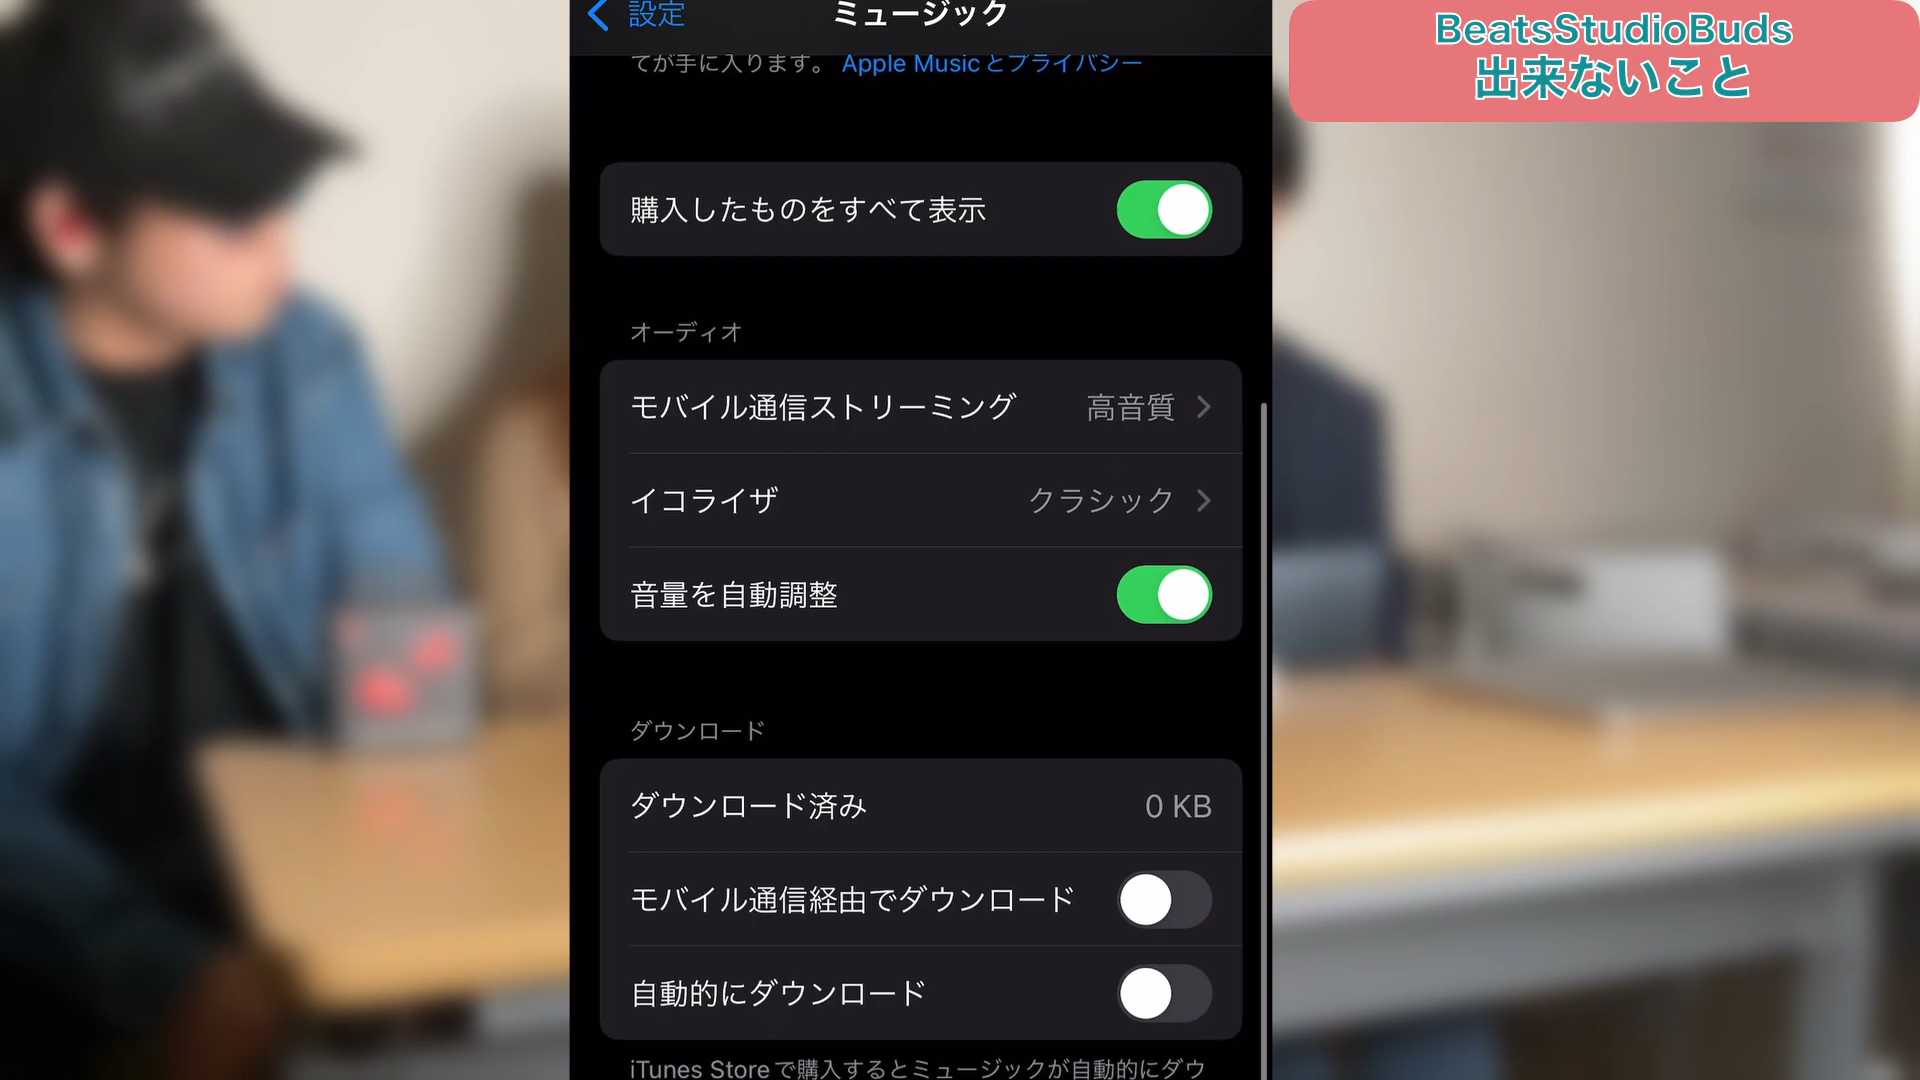 設定
ミュージック
BeatsStudioBuds
出来ないこと
てが手に入ります。 Apple Musicとプライバシー
購入したものをすべて表示
オーディオ
モバイル通信ストリーミング 高音質
イコライザ クラシック
音量を自動調整
ダウンロード
ダウンロード済み 0 KB
モバイル通信経由でダウンロード
自動的にダウンロード
iTunes Storeで購入するとミュージックが自動的にダウ